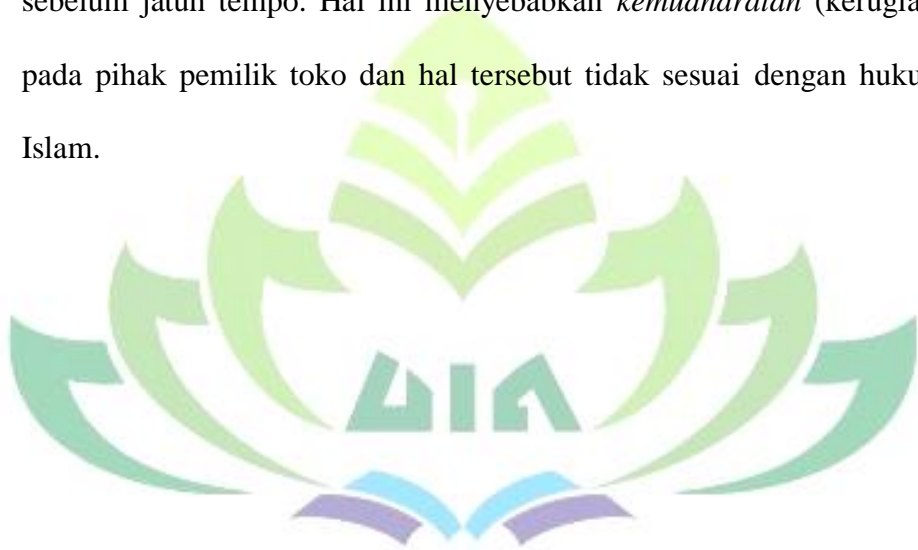 sebelum jatuh tempo. Hal ini menyebabkan kemudharatan (kerugia
pada pihak pemilik toko dan hal tersebut tidak sesuai dengan huku
Islam.
UIN